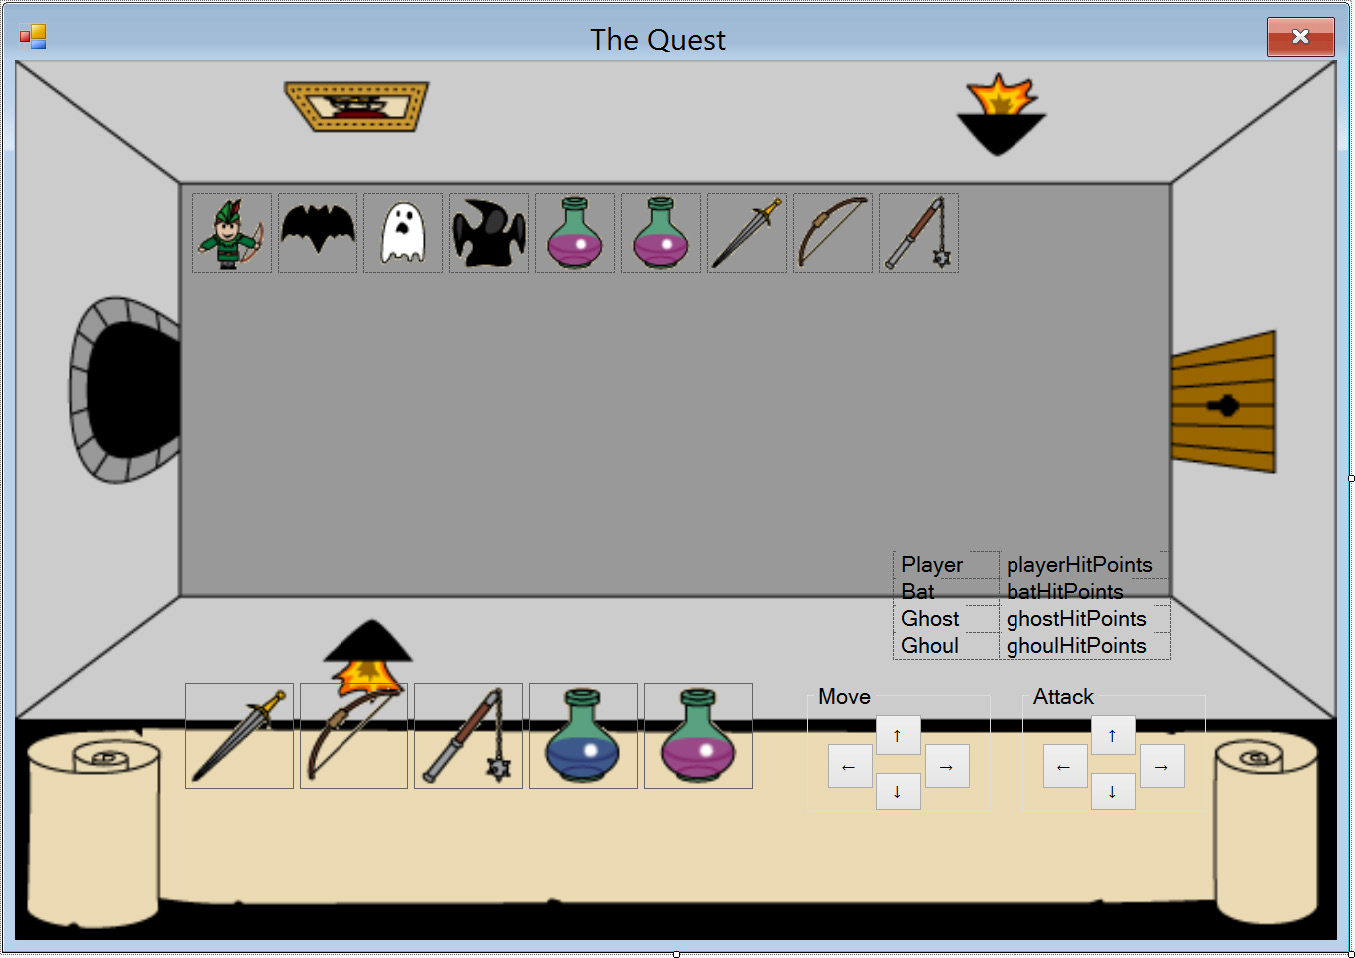 The Quest
Player playerHitPoints
Bat batHitPoints
Ghost ghostHitPoints
Ghoul ghoulHitPoints
Move Attack
↑ ↑
← → ← →
↓ ↓